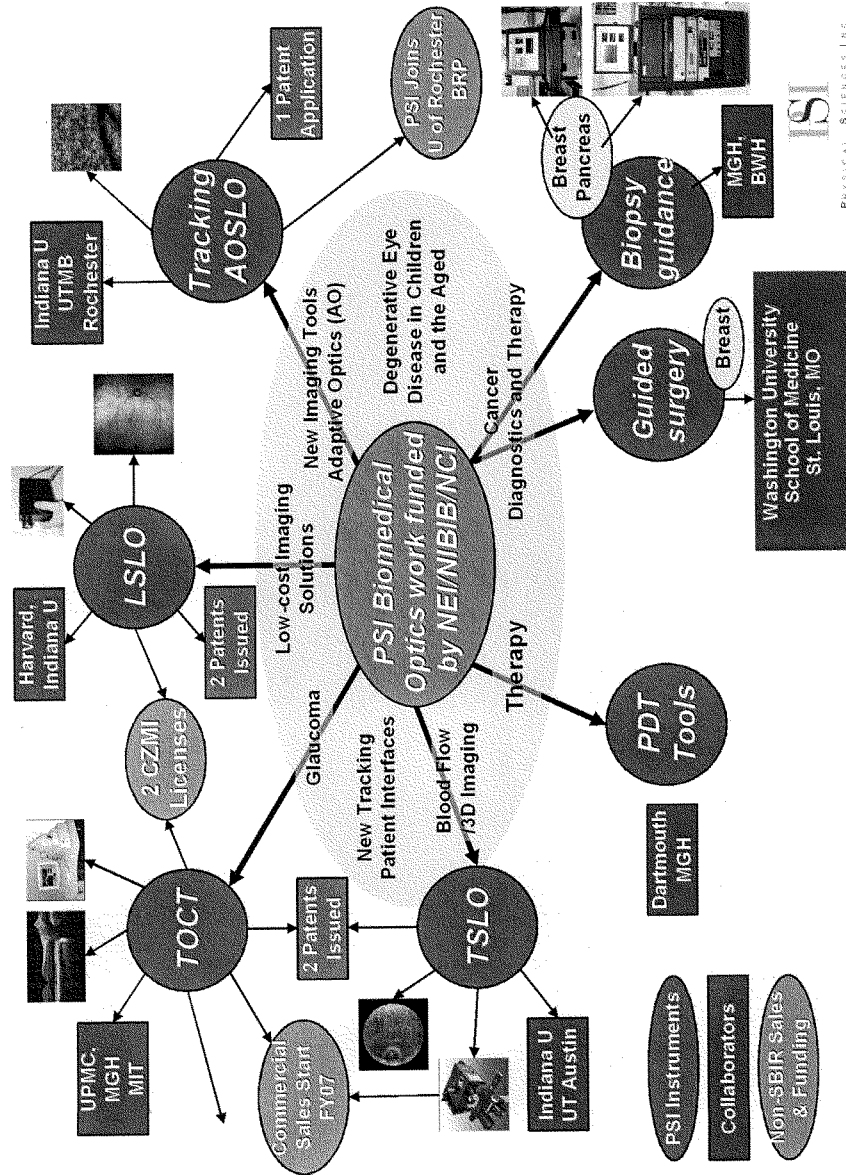 UPMC,
MGH
MIT
TOCT
2 CZMI
Licenses
Harvard,
Indiana U
LSLO
2 Patents
Issued
Indiana U
UTMB
Rochester
Tracking
AOSLO
1 Patent
Application
PSI Joins
U of Rochester
BRP
Commercial
Sales Start
FY07
2 Patents
Issued
Glaucoma
Low-cost Imaging
Solutions
New Imaging Tools
Adaptive Optics (AO)
New Tracking
Patient Interfaces
PSI Biomedical
Optics work funded
by NEI/NIBIB/NCI
Degenerative Eye
Disease in Children
and the Aged
Blood Flow
/3D Imaging
TSLO
Indiana U
UT Austin
Therapy
Cancer
Diagnostics and Therapy
Breast
Pancreas
Biopsy
guidance
MGH,
BWH
Guided
surgery
Breast
PDT
Tools
Dartmouth
MGH
Washington University
School of Medicine
St. Louis, MO
PSI Instruments
Collaborators
Non-SBIR Sales
& Funding
PSI
PHYSICAL SCIENCES INC.